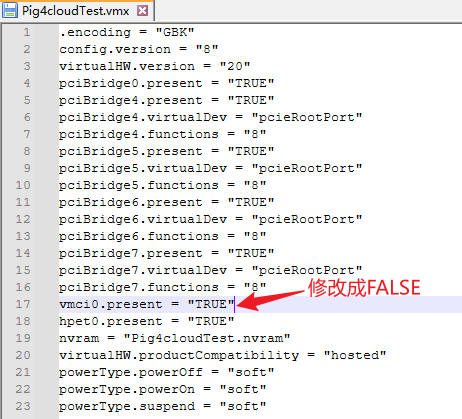 Pig4cloudTest.vmx
1 .encoding = "GBK"
2 config.version = "8"
3 virtualHW.version = "20"
4 pciBridge0.present = "TRUE"
5 pciBridge4.present = "TRUE"
6 pciBridge4.virtualDev = "pcieRootPort"
7 pciBridge4.functions = "8"
8 pciBridge5.present = "TRUE"
9 pciBridge5.virtualDev = "pcieRootPort"
10 pciBridge5.functions = "8"
11 pciBridge6.present = "TRUE"
12 pciBridge6.virtualDev = "pcieRootPort"
13 pciBridge6.functions = "8"
14 pciBridge7.present = "TRUE"
15 pciBridge7.virtualDev = "pcieRootPort"
16 pciBridge7.functions = "8"
17 vmci0.present = "TRUE" 修改成FALSE
18 hpet0.present = "TRUE"
19 nvram = "Pig4cloudTest.nvram"
20 virtualHW.productCompatibility = "hosted"
21 powerType.powerOff = "soft"
22 powerType.powerOn = "soft"
23 powerType.suspend = "soft"